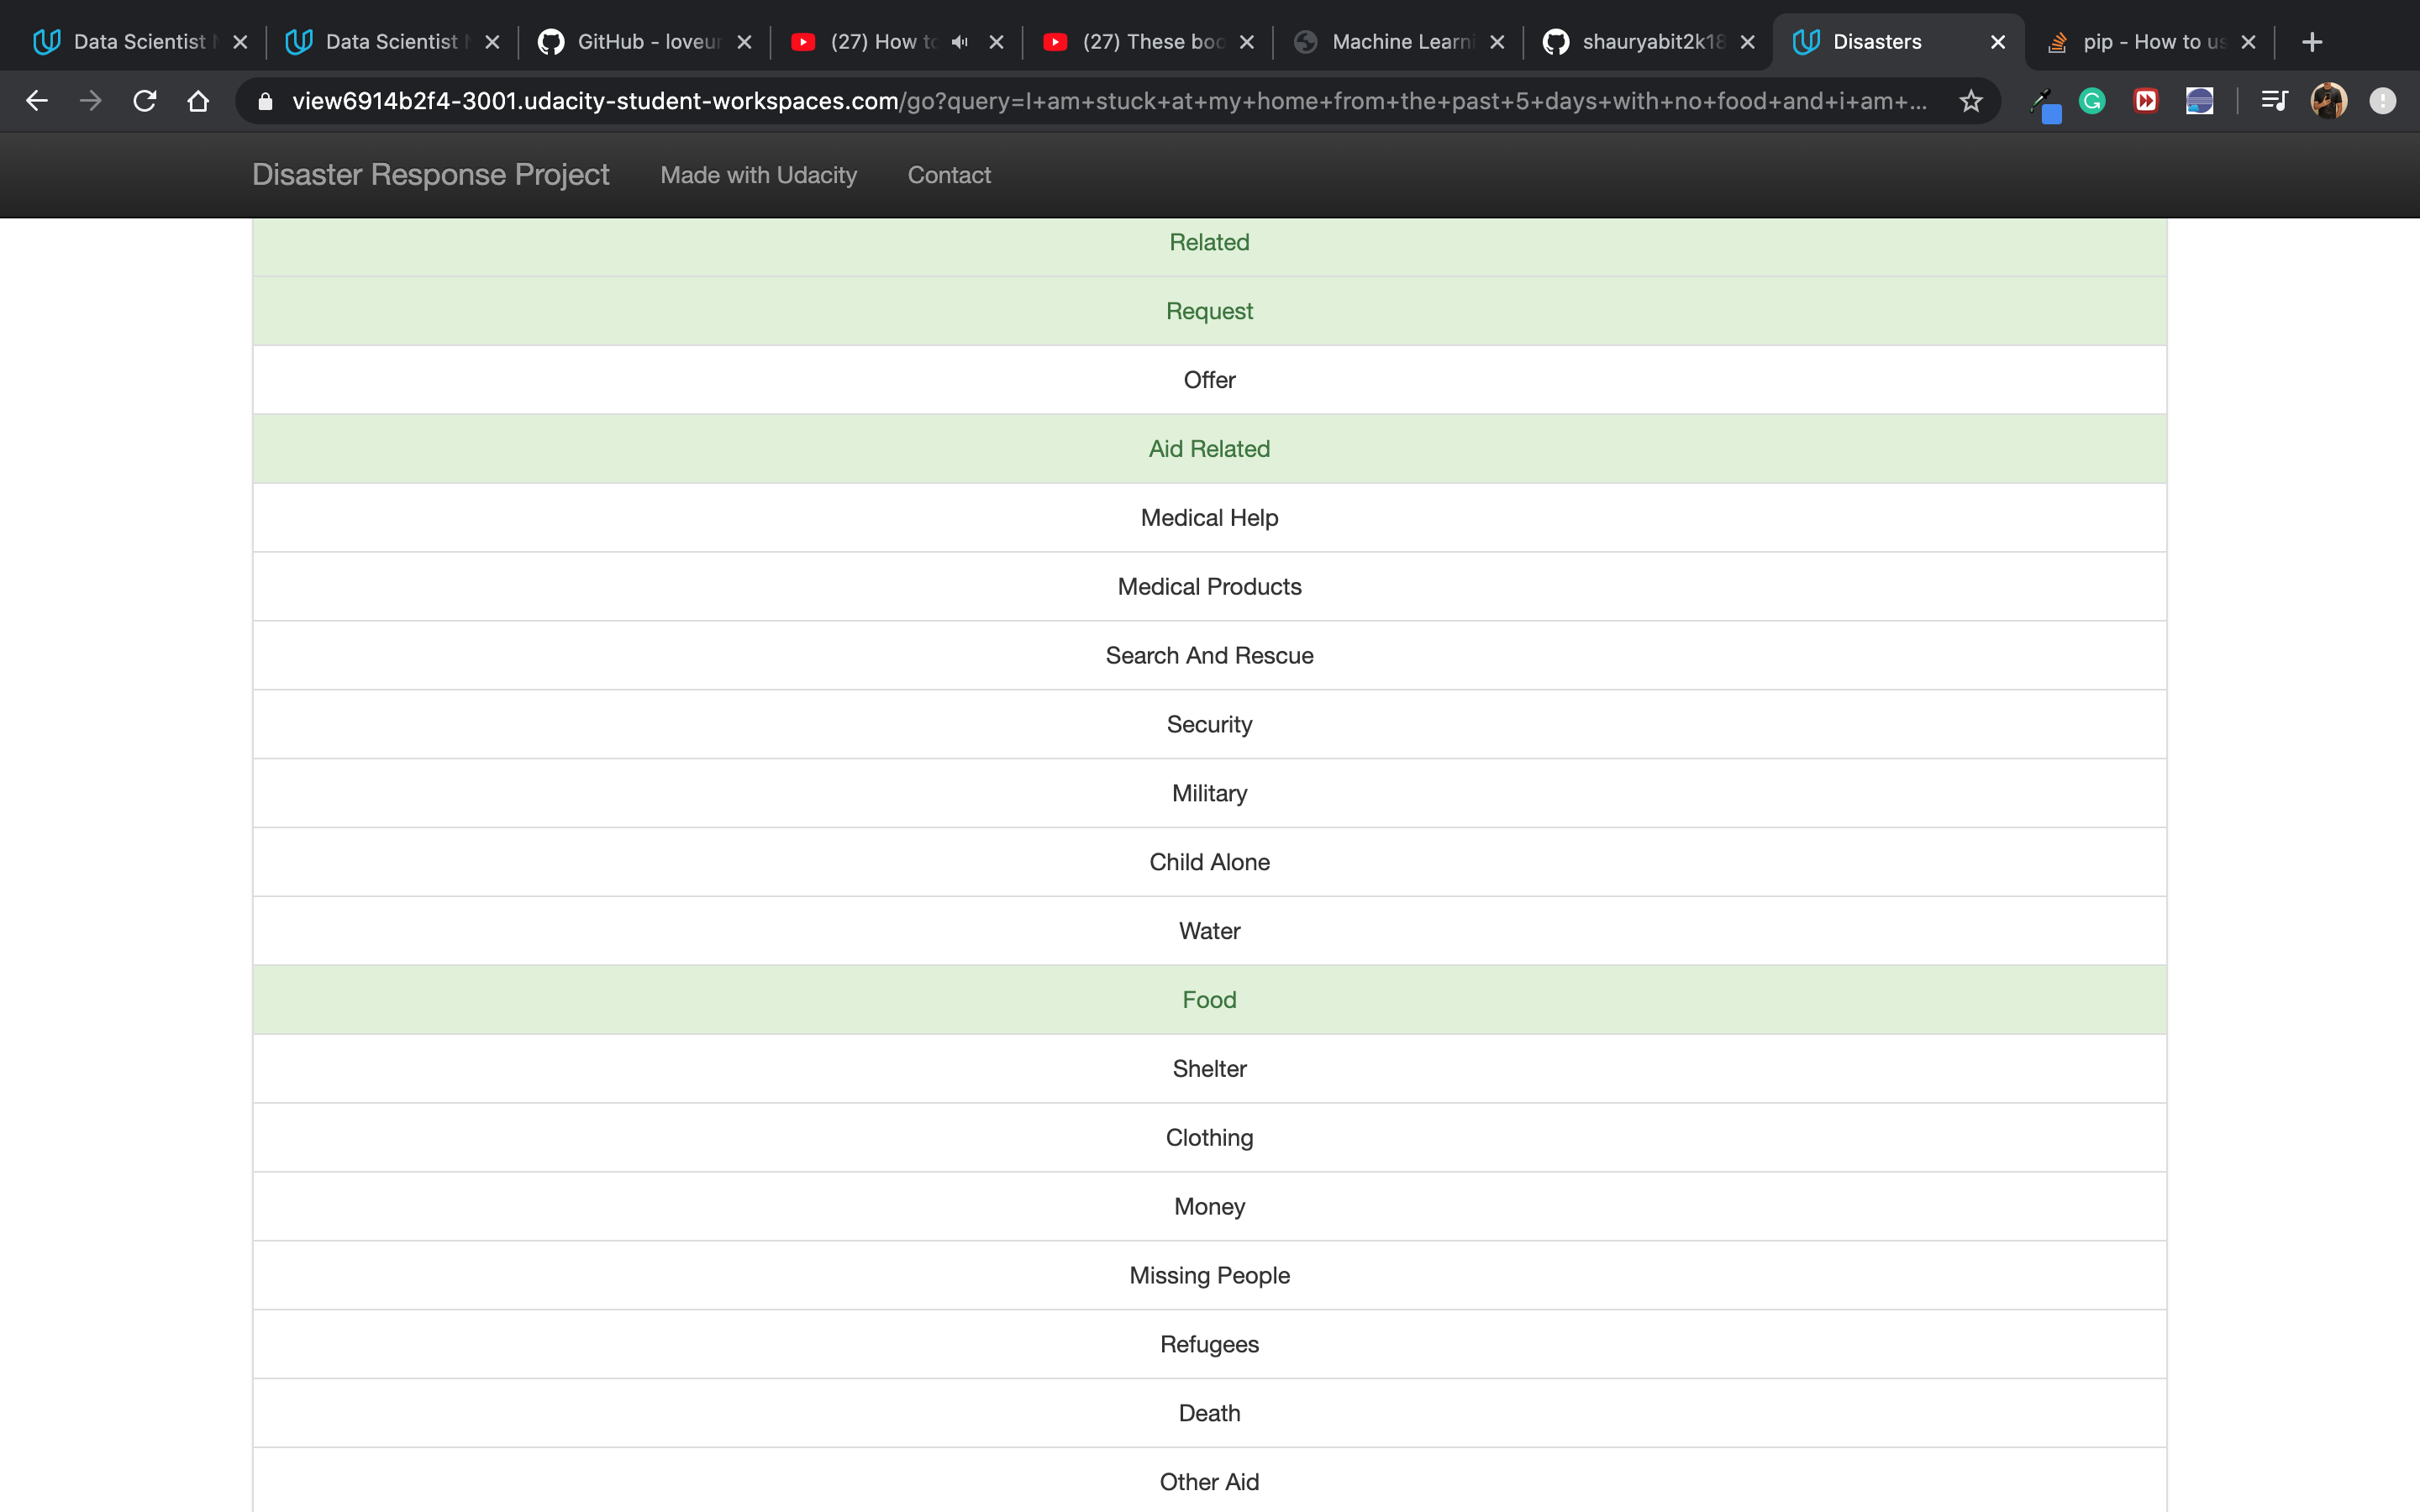 Data Scientist
Data Scientist
GitHub - loveur
(27) How to
(27) These boo
Machine Learni
shauryabit2k18
Disasters
pip - How to us
view6914b2f4-3001.udacity-student-workspaces.com/go?query=I+am+stuck+at+my+home+from+the+past+5+days+with+no+food+and+i+am+...
Disaster Response Project Made with Udacity Contact
Related
Request
Offer
Aid Related
Medical Help
Medical Products
Search And Rescue
Security
Military
Child Alone
Water
Food
Shelter
Clothing
Money
Missing People
Refugees
Death
Other Aid